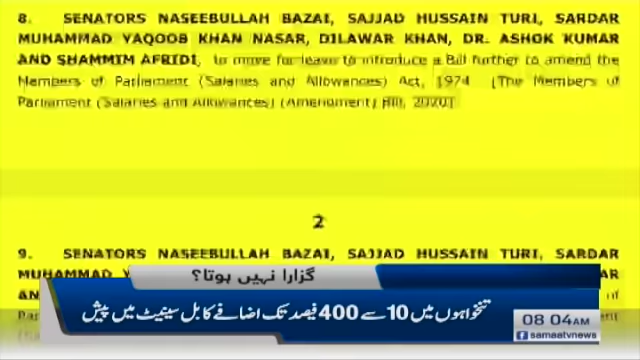 8. SENATORS NASEEBULLAH BAZAI, SAJJAD HUSSAIN TURI, SARDAR
MUHAMMAD YAQOOB KHAN NASAR, DILAWAR KHAN, DR. ASHOK KUMAR
AND SHAMMIM AFRIDI, to move for leave to introduce a Bill further to amend the
Members of Parliament (Salaries and Allowances) Act, 1974 [The Members of
Parliament (Salaries and Allowances) (Amendment) Bill, 2020]
2
9. SENATORS NASEEBULLAH BAZAI, SAJJAD HUSSAIN TURI, SARDAR
MUHAMMAD
گزارا نہیں ہوتا؟
تنخواہوں میں 10 سے 400 فیصد تک اضافے کا بل سینیٹ میں پیش
08 04AM
samaatvnews